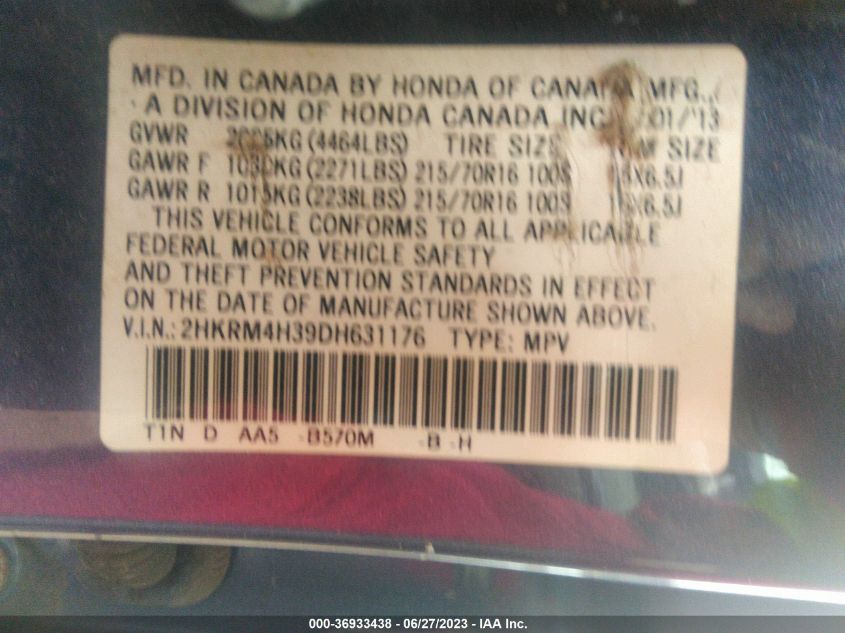 MFD. IN CANADA BY HONDA OF CANADA MFG.,
A DIVISION OF HONDA CANADA INC. 01/'13
GVWR (4464LBS) TIRE SIZE SIZE
GAWR F (2271LBS) 215/70R16 100S
GAWR R 1015KG (2238LBS) 215/70R16 100S
THIS VEHICLE CONFORMS TO ALL APPLICABLE
FEDERAL MOTOR VEHICLE SAFETY
AND THEFT PREVENTION STANDARDS IN EFFECT
ON THE DATE OF MANUFACTURE SHOWN ABOVE.
V.I.N.: 2HKRM4H39DH631176 TYPE: MPV
T1N D AA5 -B570M -B -H
000-36933438 - 06/27/2023 - IAA Inc.